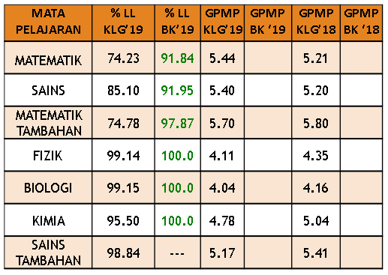 MATA PELAJARAN % LL KLG'19 % LL BK'19 GPMP KLG'19 GPMP BK '19 GPMP KLG'18 GPMP BK '18
MATEMATIK 74.23 91.84 5.44 5.21
SAINS 85.10 91.95 5.40 5.20
MATEMATIK TAMBAHAN 74.78 97.87 5.70 5.80
FIZIK 99.14 100.0 4.11 4.35
BIOLOGI 99.15 100.0 4.04 4.16
KIMIA 95.50 100.0 4.78 5.04
SAINS TAMBAHAN 98.84 --- 5.17 5.41